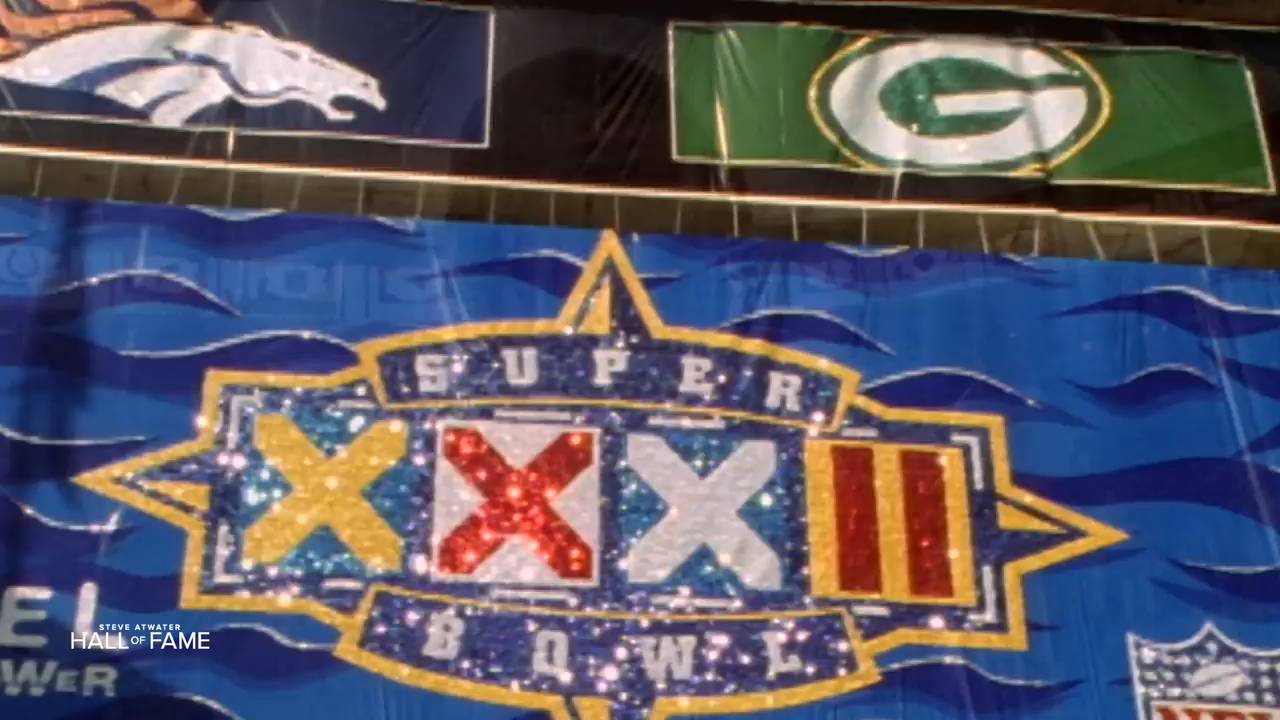 G
SUPER
XXXII
BOWL
STEVE ATWATER
HALL OF FAME